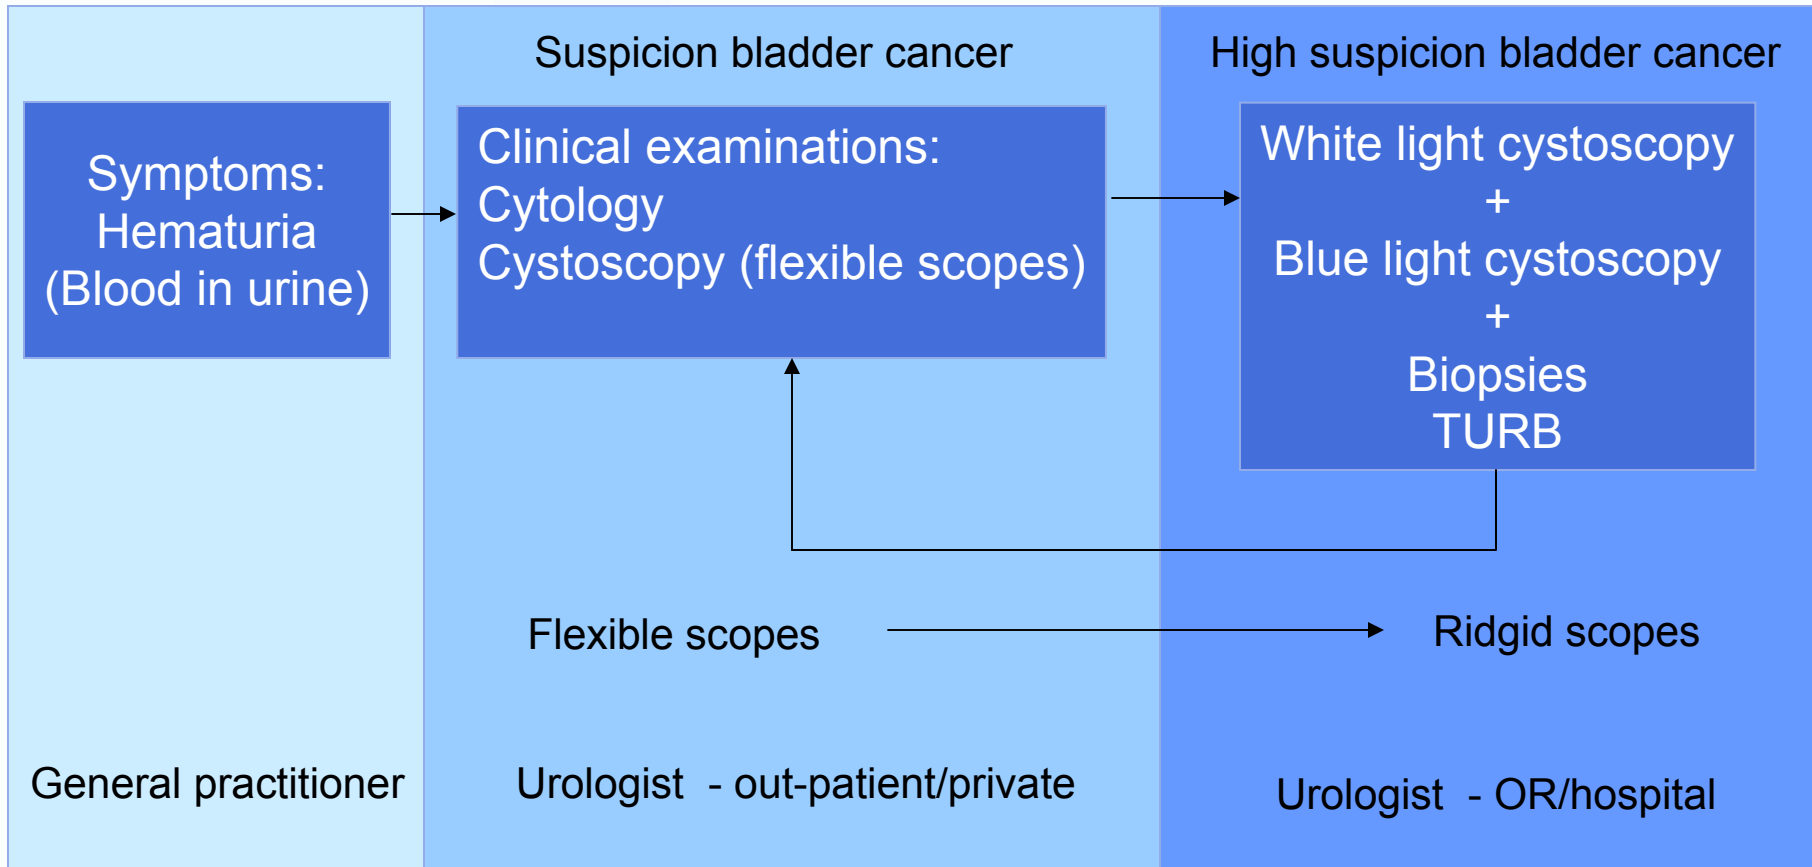 Suspicion bladder cancer
High suspicion bladder cancer
Symptoms:
Hematuria
(Blood in urine)
Clinical examinations:
Cytology
Cystoscopy (flexible scopes)
White light cystoscopy
+
Blue light cystoscopy
+
Biopsies
TURB
Flexible scopes
Ridgid scopes
General practitioner
Urologist - out-patient/private
Urologist - OR/hospital